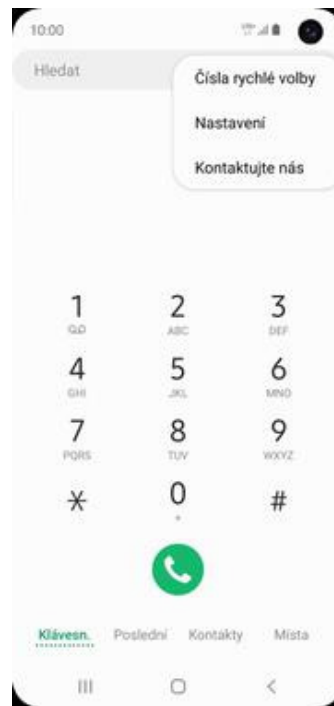 10:00
Hledat
Čísla rychlé volby
Nastavení
Kontaktujte nás
1 2 3
ABC DEF
4 5 6
GHI JKL MNO
7 8 9
PQRS TUV WXYZ
* 0 #
+
Klávesn. Poslední Kontakty Místa